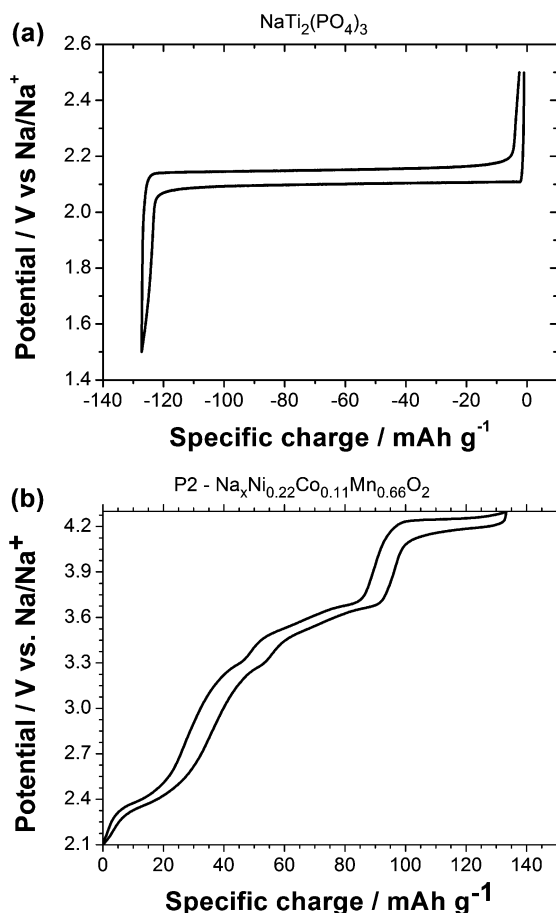 NaTi₂(PO₄)₃
(a)
2.6
2.4
2.2
2.0
1.8
1.6
1.4
Potential / V vs Na/Na⁺
-140 -120 -100 -80 -60 -40 -20 0
Specific charge / mAh g⁻¹
P2 - NaₓNi₀.₂₂Co₀.₁₁Mn₀.₆₆O₂
(b)
4.2
3.9
3.6
3.3
3.0
2.7
2.4
2.1
Potential / V vs. Na/Na⁺
0 20 40 60 80 100 120 140
Specific charge / mAh g⁻¹